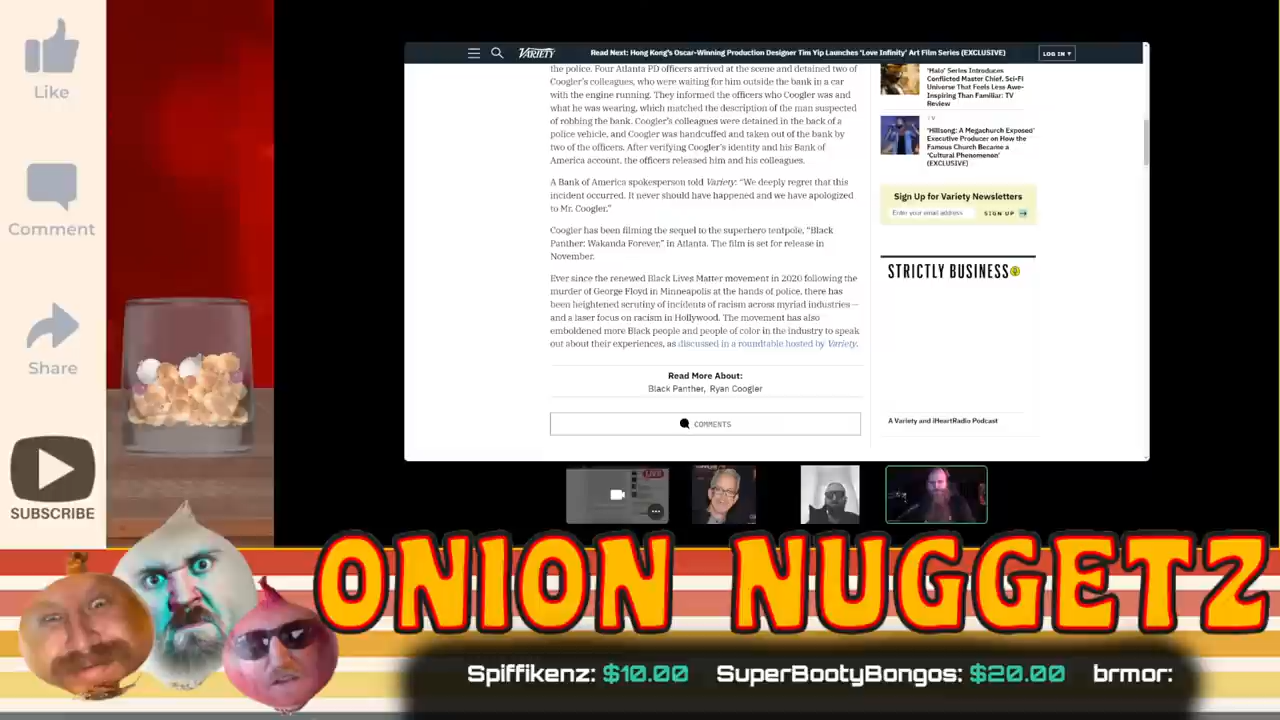 Like
Comment
Share
SUBSCRIBE
VARIETY
Read Next: Hong Kong's Oscar-Winning Production Designer Tim Yip Launches 'Love Infinity' Art Film Series (EXCLUSIVE)
LOG IN
the police. Four Atlanta PD officers arrived at the scene and detained two of
Coogler's colleagues, who were waiting for him outside the bank in a car
with the engine running. They informed the officers who Coogler was and
what he was wearing, which matched the description of the man suspected
of robbing the bank. Coogler's colleagues were detained in the back of a
police vehicle, and Coogler was handcuffed and taken out of the bank by
two of the officers. After verifying Coogler's identity and his Bank of
America account, the officers released him and his colleagues.
A Bank of America spokesperson told Variety: "We deeply regret that this
incident occurred. It never should have happened and we have apologized
to Mr. Coogler."
Coogler has been filming the sequel to the superhero tentpole, "Black
Panther: Wakanda Forever," in Atlanta. The film is set for release in
November.
Ever since the renewed Black Lives Matter movement in 2020 following the
murder of George Floyd in Minneapolis at the hands of police, there has
been heightened scrutiny of incidents of racism across myriad industries —
and a laser focus on racism in Hollywood. The movement has also
emboldened more Black people and people of color in the industry to speak
out about their experiences, as discussed in a roundtable hosted by Variety.
Read More About:
Black Panther, Ryan Coogler
COMMENTS
'Halo' Series Introduces
Conflicted Master Chief, Sci-Fi
Universe That Feels Less Awe-
Inspiring Than Familiar: TV
Review
TV
'Hillsong: A Megachurch Exposed'
Executive Producer on How the
Famous Church Became a
'Cultural Phenomenon'
(EXCLUSIVE)
Sign Up for Variety Newsletters
Enter your email address
SIGN UP
STRICTLY BUSINESS
A Variety and iHeartRadio Podcast
LIVE
ONION NUGGETZ
Spiffikenz: $10.00 SuperBootyBongos: $20.00 brmor: